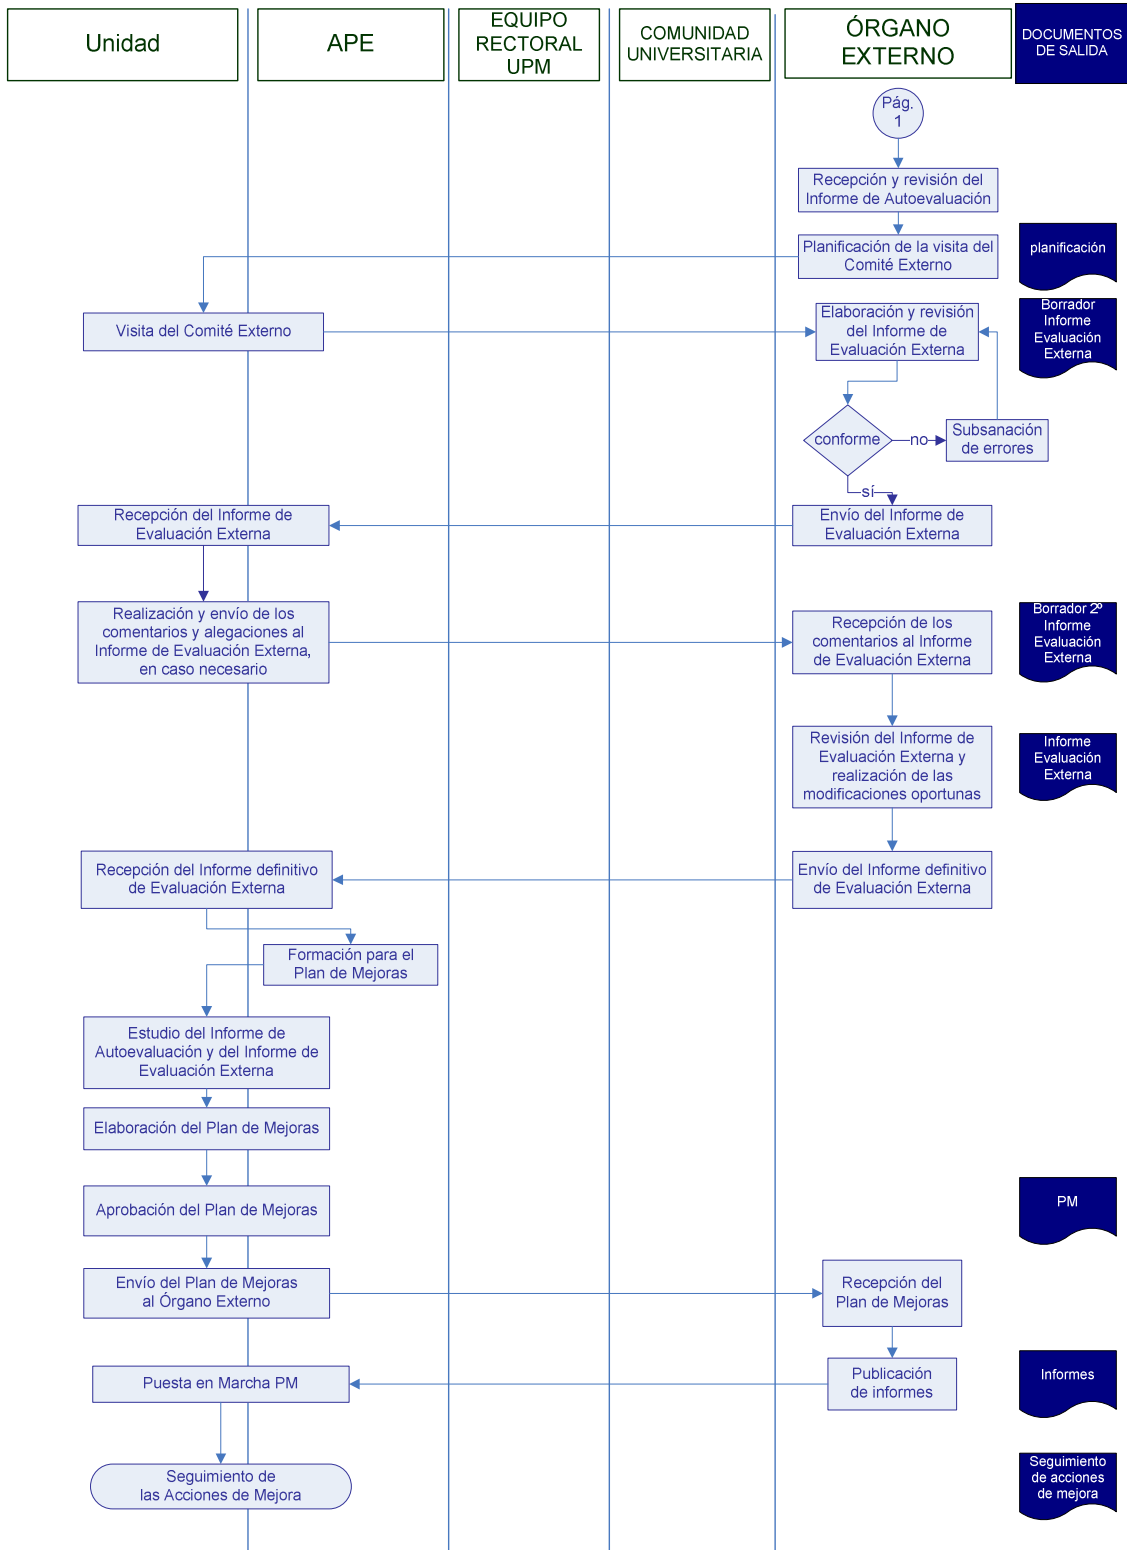 Unidad
APE
EQUIPO
RECTORAL
UPM
COMUNIDAD
UNIVERSITARIA
ÓRGANO
EXTERNO
DOCUMENTOS
DE SALIDA
Pág.
1
Recepción y revisión del
Informe de Autoevaluación
Planificación de la visita del
Comité Externo
planificación
Visita del Comité Externo
Elaboración y revisión
del Informe de
Evaluación Externa
Borrador
Informe
Evaluación
Externa
conforme
no
Subsanación
de errores
sí
Recepción del Informe de
Evaluación Externa
Envío del Informe de
Evaluación Externa
Realización y envío de los
comentarios y alegaciones al
Informe de Evaluación Externa,
en caso necesario
Recepción de los
comentarios al Informe
de Evaluación Externa
Borrador 2º
Informe
Evaluación
Externa
Revisión del Informe de
Evaluación Externa y
realización de las
modificaciones oportunas
Informe
Evaluación
Externa
Recepción del Informe definitivo
de Evaluación Externa
Envío del Informe definitivo
de Evaluación Externa
Formación para el
Plan de Mejoras
Estudio del Informe de
Autoevaluación y del Informe de
Evaluación Externa
Elaboración del Plan de Mejoras
Aprobación del Plan de Mejoras
PM
Envío del Plan de Mejoras
al Órgano Externo
Recepción del
Plan de Mejoras
Puesta en Marcha PM
Publicación
de informes
Informes
Seguimiento de
las Acciones de Mejora
Seguimiento
de acciones
de mejora